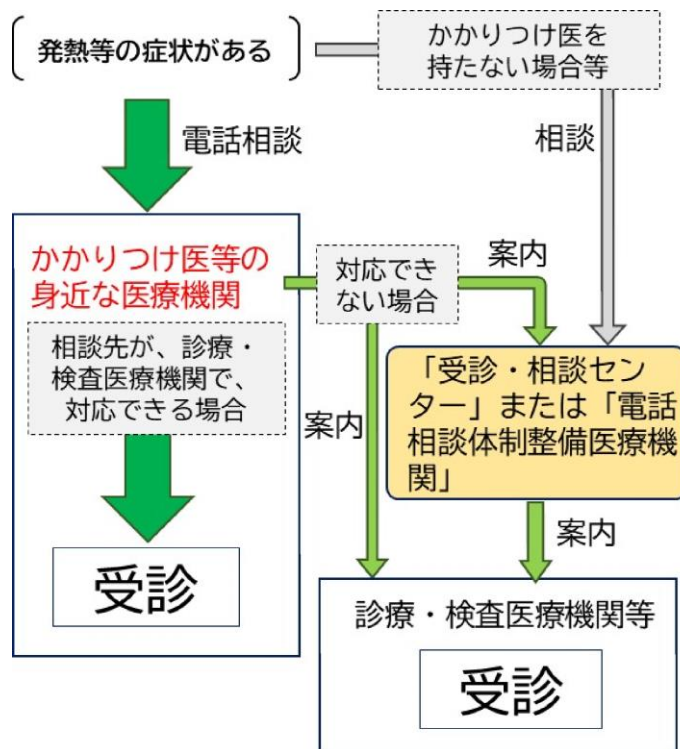 発熱等の症状がある
かかりつけ医を
持たない場合等
電話相談
相談
かかりつけ医等の
身近な医療機関
対応でき
ない場合
案内
相談先が、診療・
検査医療機関で、
対応できる場合
案内
「受診・相談セン
ター」または「電話
相談体制整備医療機
関」
案内
受診
診療・検査医療機関等
受診